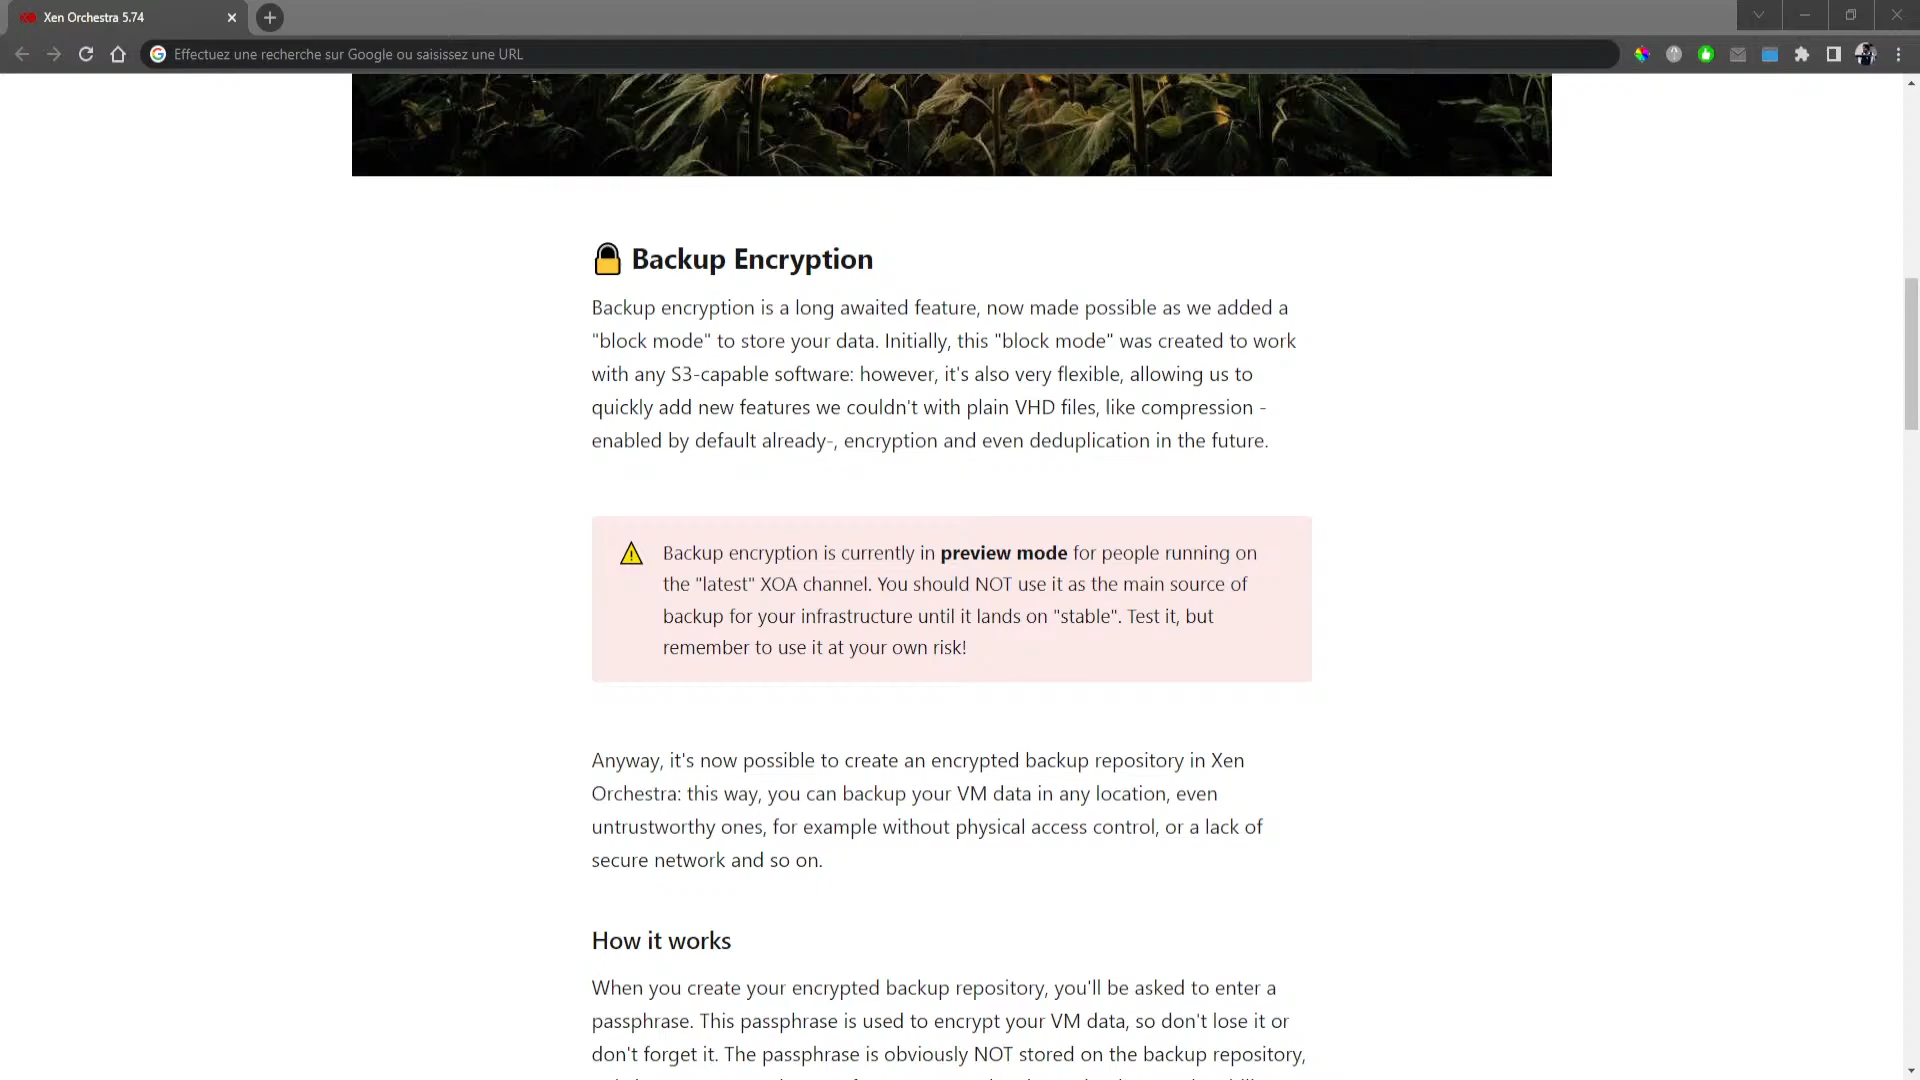 Xen Orchestra 5.74
Effectuez une recherche sur Google ou saisissez une URL
Backup Encryption
Backup encryption is a long awaited feature, now made possible as we added a
"block mode" to store your data. Initially, this "block mode" was created to work
with any S3-capable software: however, it's also very flexible, allowing us to
quickly add new features we couldn't with plain VHD files, like compression -
enabled by default already-, encryption and even deduplication in the future.
Backup encryption is currently in preview mode for people running on
the "latest" XOA channel. You should NOT use it as the main source of
backup for your infrastructure until it lands on "stable". Test it, but
remember to use it at your own risk!
Anyway, it's now possible to create an encrypted backup repository in Xen
Orchestra: this way, you can backup your VM data in any location, even
untrustworthy ones, for example without physical access control, or a lack of
secure network and so on.
How it works
When you create your encrypted backup repository, you'll be asked to enter a
passphrase. This passphrase is used to encrypt your VM data, so don't lose it or
don't forget it. The passphrase is obviously NOT stored on the backup repository,